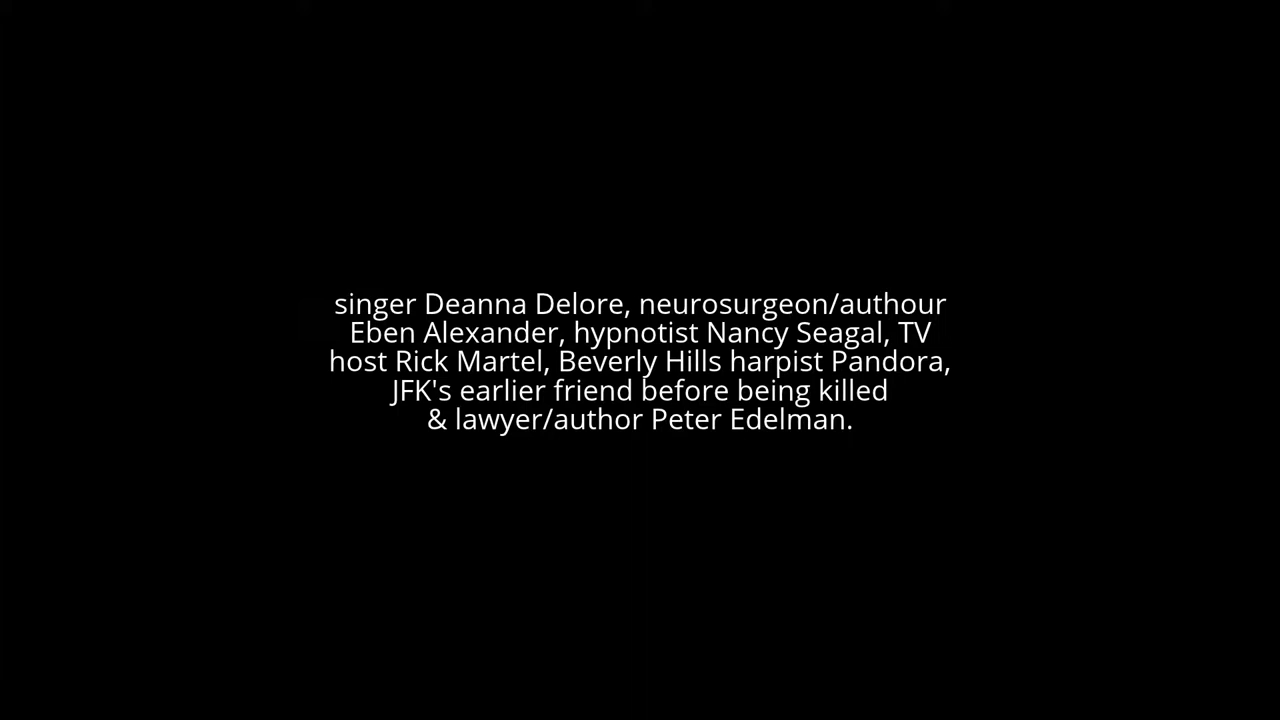 singer Deanna Delore, neurosurgeon/authour
Eben Alexander, hypnotist Nancy Seagal, TV
host Rick Martel, Beverly Hills harpist Pandora,
JFK's earlier friend before being killed
& lawyer/author Peter Edelman.